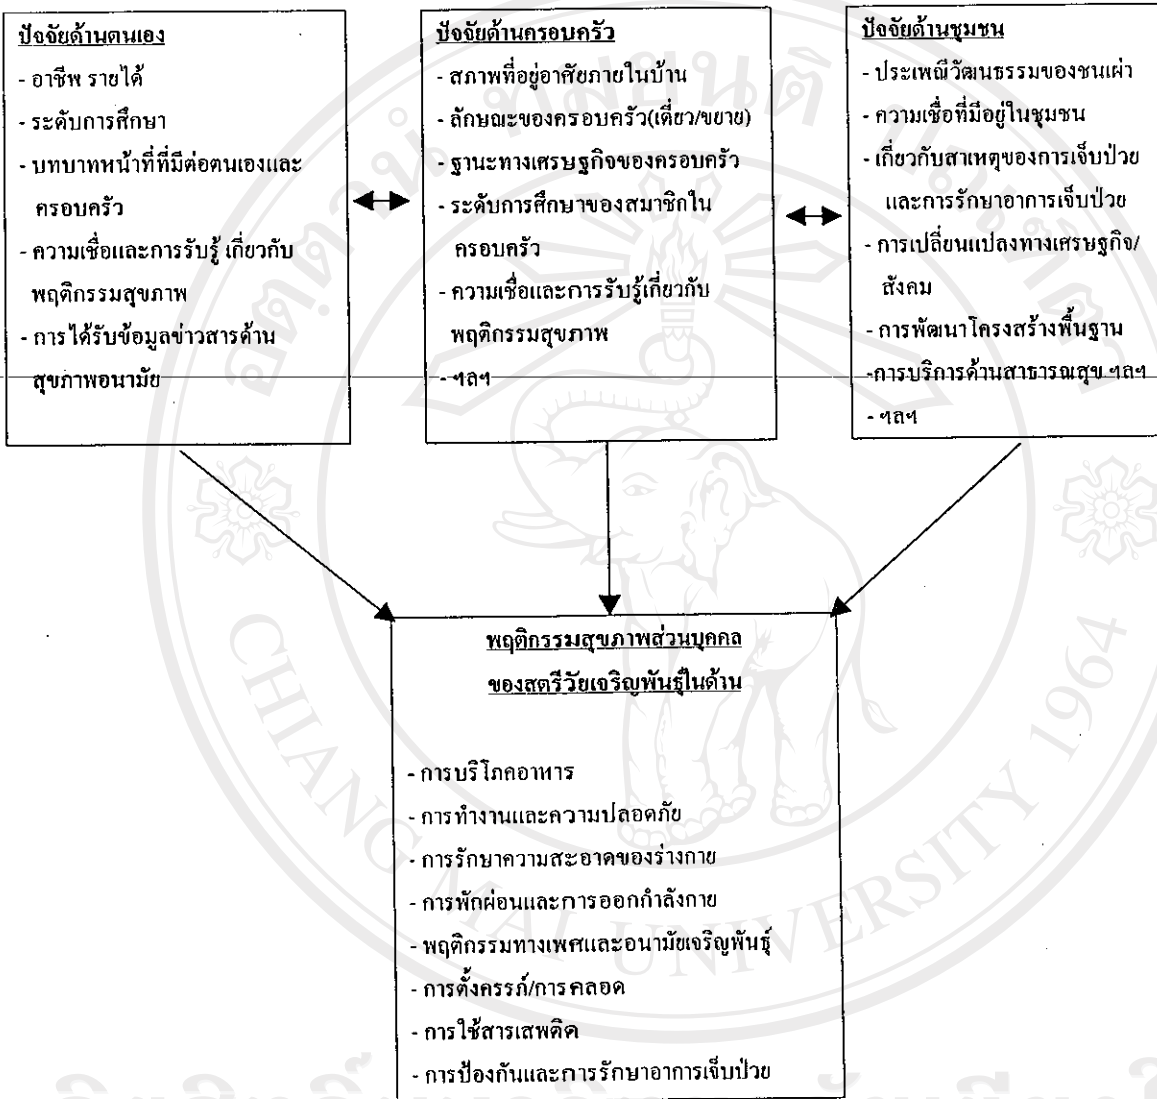 ปัจจัยด้านตนเอง
- อาชีพ รายได้
- ระดับการศึกษา
- บทบาทหน้าที่ที่มีต่อตนเองและ
ครอบครัว
- ความเชื่อและการรับรู้ เกี่ยวกับ
พฤติกรรมสุขภาพ
- การได้รับข้อมูลข่าวสารด้าน
สุขภาพอนามัย
ปัจจัยด้านครอบครัว
- สภาพที่อยู่อาศัยภายในบ้าน
- ลักษณะของครอบครัว(เดี่ยว/ขยาย)
- ฐานะทางเศรษฐกิจของครอบครัว
- ระดับการศึกษาของสมาชิกใน
ครอบครัว
- ความเชื่อและการรับรู้เกี่ยวกับ
พฤติกรรมสุขภาพ
- ฯลฯ
ปัจจัยด้านชุมชน
- ประเพณีวัฒนธรรมของชนเผ่า
- ความเชื่อที่มีอยู่ในชุมชน
- เกี่ยวกับสาเหตุของการเจ็บป่วย
และการรักษาอาการเจ็บป่วย
- การเปลี่ยนแปลงทางเศรษฐกิจ/
สังคม
- การพัฒนาโครงสร้างพื้นฐาน
-การบริการด้านสาธารณสุข ฯลฯ
- ฯลฯ
พฤติกรรมสุขภาพส่วนบุคคล
ของสตรีวัยเจริญพันธุ์ในด้าน
- การบริโภคอาหาร
- การทำงานและความปลอดภัย
- การรักษาความสะอาดของร่างกาย
- การพักผ่อนและการออกกำลังกาย
- พฤติกรรมทางเพศและอนามัยเจริญพันธุ์
- การตั้งครรภ์/การคลอด
- การใช้สารเสพติด
- การป้องกันและการรักษาอาการเจ็บป่วย
CHIANG MAI UNIVERSITY 1964